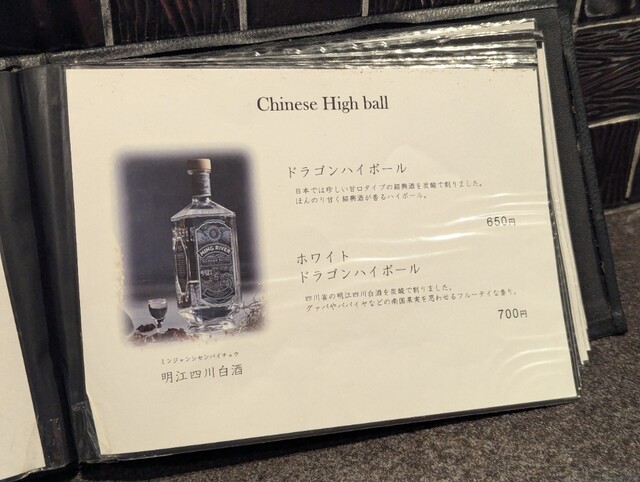 Chinese High ball
ドラゴンハイボール
日本では珍しい甘口タイプの紹興酒を炭酸で割りました。
ほんのり甘く紹興酒が香るハイボール。
650円
ホワイト
ドラゴンハイボール
四川省の明江四川白酒を炭酸で割りました。
グァバやパパイヤなどの南国果実を思わせるフルーティな香り。
700円
MING RIVER
ミンジャンシセンパイチュウ
明江四川白酒